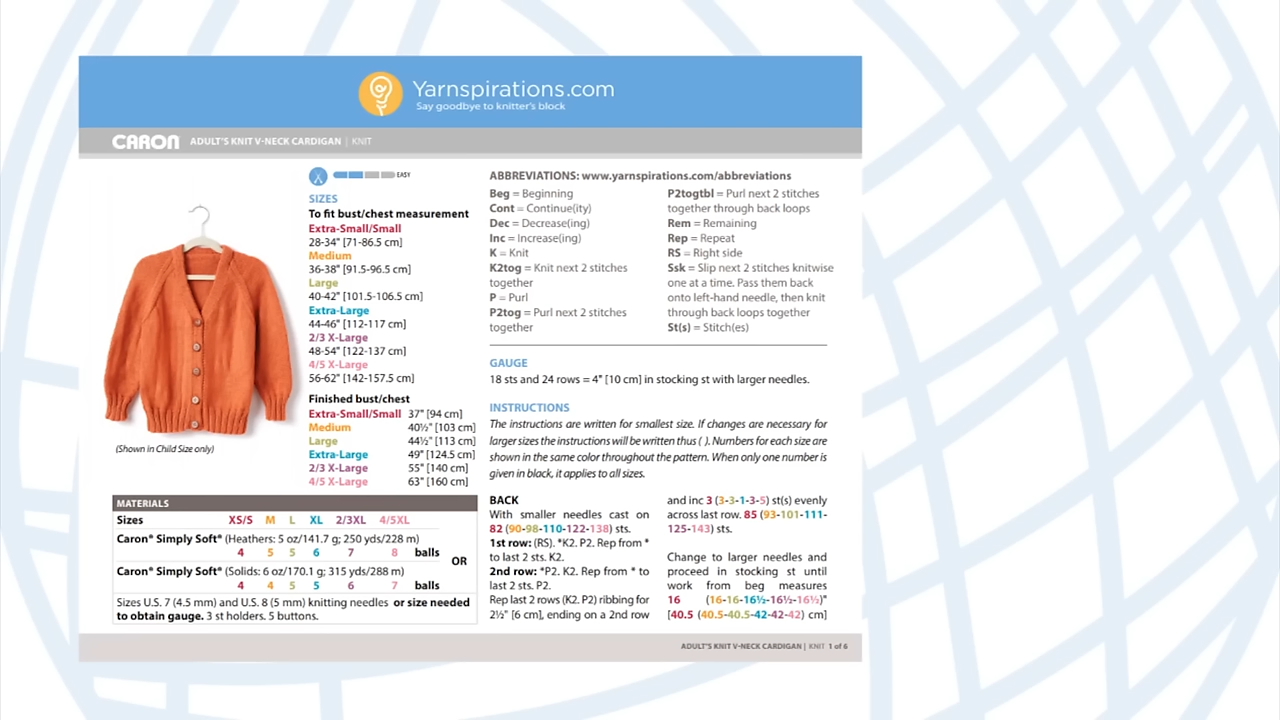 Yarnspirations.com
Say goodbye to knitter's block
CARON ADULT'S KNIT V-NECK CARDIGAN | KNIT
EASY
SIZES
To fit bust/chest measurement
Extra-Small/Small
28-34" [71-86.5 cm]
Medium
36-38" [91.5-96.5 cm]
Large
40-42" [101.5-106.5 cm]
Extra-Large
44-46" [112-117 cm]
2/3 X-Large
48-54" [122-137 cm]
4/5 X-Large
56-62" [142-157.5 cm]
Finished bust/chest
Extra-Small/Small 37" [94 cm]
Medium 40½" [103 cm]
Large 44½" [113 cm]
Extra-Large 49" [124.5 cm]
2/3 X-Large 55" [140 cm]
4/5 X-Large 63" [160 cm]
(Shown in Child Size only)
MATERIALS
Sizes XS/S M L XL 2/3XL 4/5XL
Caron® Simply Soft® (Heathers: 5 oz/141.7 g; 250 yds/228 m)
4 5 5 6 7 8 balls
OR
Caron® Simply Soft® (Solids: 6 oz/170.1 g; 315 yds/288 m)
4 4 5 5 6 7 balls
Sizes U.S. 7 (4.5 mm) and U.S. 8 (5 mm) knitting needles or size needed
to obtain gauge. 3 st holders. 5 buttons.
ABBREVIATIONS: www.yarnspirations.com/abbreviations
Beg = Beginning
Cont = Continue(ity)
Dec = Decrease(ing)
Inc = Increase(ing)
K = Knit
K2tog = Knit next 2 stitches
together
P = Purl
P2tog = Purl next 2 stitches
together
P2togtbl = Purl next 2 stitches
together through back loops
Rem = Remaining
Rep = Repeat
RS = Right side
Ssk = Slip next 2 stitches knitwise
one at a time. Pass them back
onto left-hand needle, then knit
through back loops together
St(s) = Stitch(es)
GAUGE
18 sts and 24 rows = 4" [10 cm] in stocking st with larger needles.
INSTRUCTIONS
The instructions are written for smallest size. If changes are necessary for
larger sizes the instructions will be written thus ( ). Numbers for each size are
shown in the same color throughout the pattern. When only one number is
given in black, it applies to all sizes.
BACK
With smaller needles cast on
82 (90-98-110-122-138) sts.
1st row: (RS). *K2. P2. Rep from *
to last 2 sts. K2.
2nd row: *P2. K2. Rep from * to
last 2 sts. P2.
Rep last 2 rows (K2. P2) ribbing for
2½" [6 cm], ending on a 2nd row
and inc 3 (3-3-1-3-5) st(s) evenly
across last row. 85 (93-101-111-
125-143) sts.
Change to larger needles and
proceed in stocking st until
work from beg measures
16 (16-16-16½-16½-16½)"
[40.5 (40.5-40.5-42-42-42) cm]
ADULT'S KNIT V-NECK CARDIGAN | KNIT 1 of 6